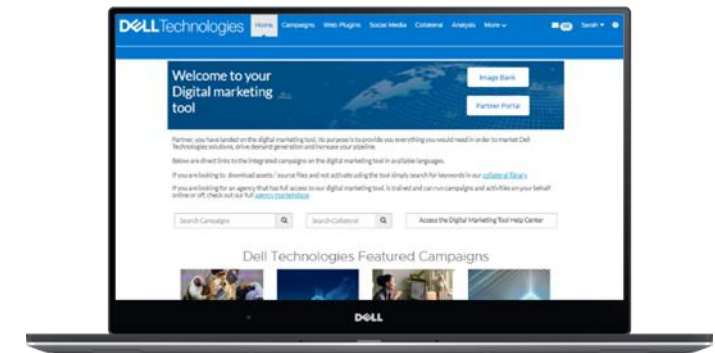 DELLTechnologies Home Campaigns Web Plugins Social Media Collateral Analysis More Sarah
Welcome to your
Digital marketing
tool
Image Bank
Partner Portal
Partner, you have landed on the digital marketing tool. Its purpose is to provide you everything you would need in order to market Dell
Technologies solutions, drive demand generation and increase your pipeline.
Below are direct links to the integrated campaigns on the digital marketing tool in available languages.
If you are looking to download assets / source files and not activate using the tool simply search for keywords in our collateral library.
If you are looking for an agency that has full access to our digital marketing tool, is trained and can run campaigns and activities on your behalf
online or off, check out our full agency marketplace
Search Campaigns Search Collateral Access the Digital Marketing Tool Help Center
Dell Technologies Featured Campaigns
DELL